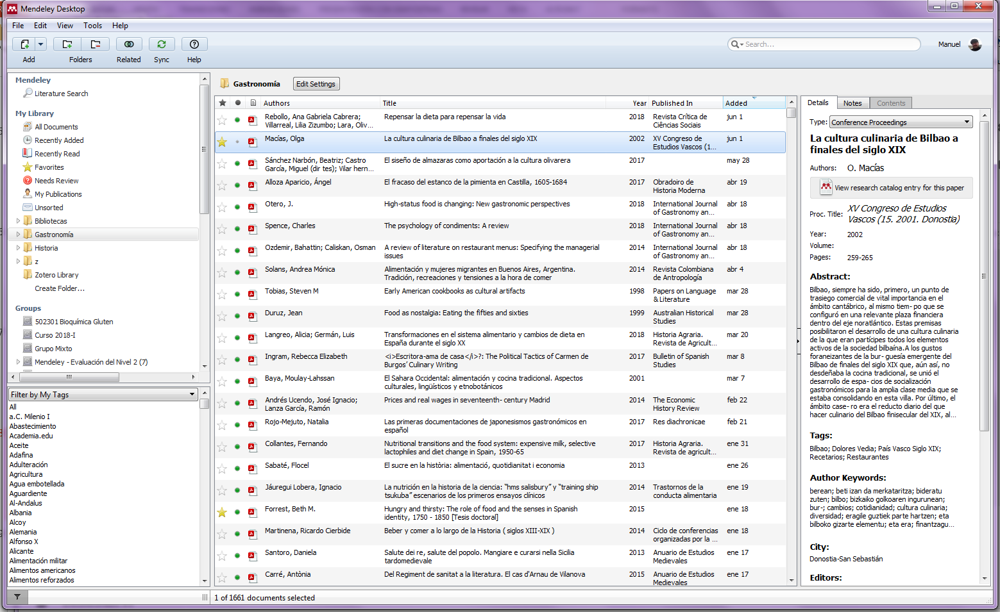 Mendeley Desktop
File Edit View Tools Help
Add Folders Related Sync Help
Search...
Manuel
Mendeley
Literature Search
My Library
All Documents
Recently Added
Recently Read
Favorites
Needs Review
My Publications
Unsorted
Bibliotecas
Gastronomía
Historia
z
Zotero Library
Create Folder...
Groups
502301 Bioquímica Gluten
Curso 2018-I
Grupo Mixto
Mendeley - Evaluación del Nivel 2 (7)
Filter by My Tags
All
a.C. Milenio I
Abastecimiento
Academia.edu
Aceite
Adafina
Adulteración
Agricultura
Agua embotellada
Aguardiente
Al-Andalus
Albania
Alcoy
Alemania
Alfonso X
Alicante
Alimentación militar
Alimentos americanos
Alimentos reforzados
Gastronomía Edit Settings
Authors Title Year Published In Added
Rebollo, Ana Gabriela Cabrera; Repensar la dieta para repensar la vida 2018 Revista Crítica de jun 1
Villarreal, Lilia Zizumbo; Lara, Oliv... Ciências Sociais
Macías, Olga La cultura culinaria de Bilbao a finales del siglo XIX 2002 XV Congreso de jun 1
Estudios Vascos (1...
Sánchez Narbón, Beatriz; Castro El siseño de almazaras como aportación a la cultura olivarera 2017 may 28
García, Miguel (dir tes); Vilar hern...
Alloza Aparicio, Ángel El fracaso del estanco de la pimienta en Castilla, 1605-1684 2017 Obradoiro de abr 19
Historia Moderna
Otero, J. High-status food is changing: New gastronomic perspectives 2018 International Journal abr 18
of Gastronomy an...
Spence, Charles The psychology of condiments: A review 2018 International Journal abr 18
of Gastronomy an...
Ozdemir, Bahattin; Caliskan, Osman A review of literature on restaurant menus: Specifying the managerial 2014 International Journal abr 18
issues of Gastronomy an...
Solans, Andrea Mónica Alimentación y mujeres migrantes en Buenos Aires, Argentina. 2014 Revista Colombiana abr 4
Tradición, recreaciones y tensiones a la hora de comer de Antropología
Tobias, Steven M Early American cookbooks as cultural artifacts 1998 Papers on Language mar 28
& Literature
Duruz, Jean Food as nostalgia: Eating the fifties and sixties 1999 Australian Historical mar 28
Studies
Langreo, Alicia; Germán, Luis Transformaciones en el sistema alimentario y cambios de dieta en 2018 Historia Agraria. mar 20
España durante el siglo XX Revista de Agricult...
Ingram, Rebecca Elizabeth <i>Escritora-ama de casa</i>?: The Political Tactics of Carmen de 2017 Bulletin of Spanish mar 8
Burgos' Culinary Writing Studies
Baya, Moulay-Lahssan El Sahara Occidental: alimentación y cocina tradicional. Aspectos 2001 mar 7
culturales, lingüísticos y etnobotánicos
Andrés Ucendo, José Ignacio; Prices and real wages in seventeenth- century Madrid 2014 The Economic feb 22
Lanza García, Ramón History Review
Rojo-Mejuto, Natalia Las primeras documentaciones de japonesismos gastronómicos en 2017 Res diachronicae feb 21
español
Collantes, Fernando Nutritional transitions and the food system: expensive milk, selective 2017 Historia Agraria. ene 31
lactophiles and diet change in Spain, 1950-65 Revista de agricult...
Sabaté, Flocel El sucre en la història: alimentació, quotidianitat i economia 2013 ene 26
Jáuregui Lobera, Ignacio La nutrición en la historia de la ciencia: "hms salisbury" y "training ship 2014 Trastornos de la ene 19
tsukuba" escenarios de los primeros ensayos clínicos conducta alimentaria
Forrest, Beth M. Hungry and thirsty: The role of food and the senses in Spanish 2015 ene 18
identity, 1750 - 1850 [Tesis doctoral]
Martinena, Ricardo Cierbide Beber y comer a lo largo de la Historia ( siglos XIII-XIX ) 2014 Ciclo de conferencias ene 18
organizadas por la ...
Santoro, Daniela Salute dei re, salute del popolo. Mangiare e curarsi nella Sicilia 2013 Anuario de Estudios ene 17
tardomedievale Medievales
Carré, Antònia Del Regiment de sanitat a la literatura. El cas d'Arnau de Vilanova 2015 Anuario de Estudios ene 17
Medievales
1 of 1661 documents selected
Details Notes Contents
Type: Conference Proceedings
La cultura culinaria de Bilbao a
finales del siglo XIX
Authors: O. Macías
View research catalog entry for this paper
Proc. Title: XV Congreso de Estudios
Vascos (15. 2001. Donostia)
Year: 2002
Volume:
Pages: 259-265
Abstract:
Bilbao, siempre ha sido, primero, un punto de
trasiego comercial de vital importancia en el
ámbito cantábrico, al mismo tiem- po que se
configuró en una relevante plaza financiera
dentro del eje noratlántico. Estas premisas
posibilitaron el desarrollo de una cultura culinaria
de la que eran partícipes todos los elementos
activos de la sociedad bilbaína.A los gustos
foraneizantes de la bur- guesía emergente del
Bilbao de finales del siglo XIX que, aún así, no
desdeñaba la cocina tradicional, se unió el
desarrollo de espa- cios de socialización
gastronómicos para la amplia clase media que se
estaba consolidando en esta villa. Por último, el
ámbito case- ro era el reducto diario del que
hacer culinario del Bilbao finisecular del XIX, al...
Tags:
Bilbao; Dolores Vedia; País Vasco Siglo XIX;
Recetarios; Restaurantes
Author Keywords:
berean; beti izan da merkataritza; bideratu
zuten; bilbo; bizkaiko golkoaren ingurunean;
bur-; cambios; cotidianidad; cultura culinaria;
diversidad; eragile guztiek parte hartzen; eta
bilboko gizarte elementu; eta era; finantzagu...
City:
Donostia-San Sebastián
Editors: